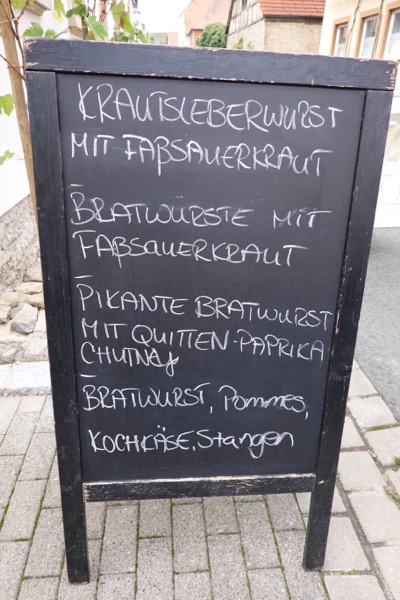 KRAUTSLEBERWURST
MIT FAßSAUERKRAUT
–
BRATWÜRSTE MIT
FAßSAUERKRAUT
–
PIKANTE BRATWURST
MIT QUITTEN-PAPRIKA
CHUTNEY
–
BRATWURST, Pommes,
KOCHKÄSE, Stangen